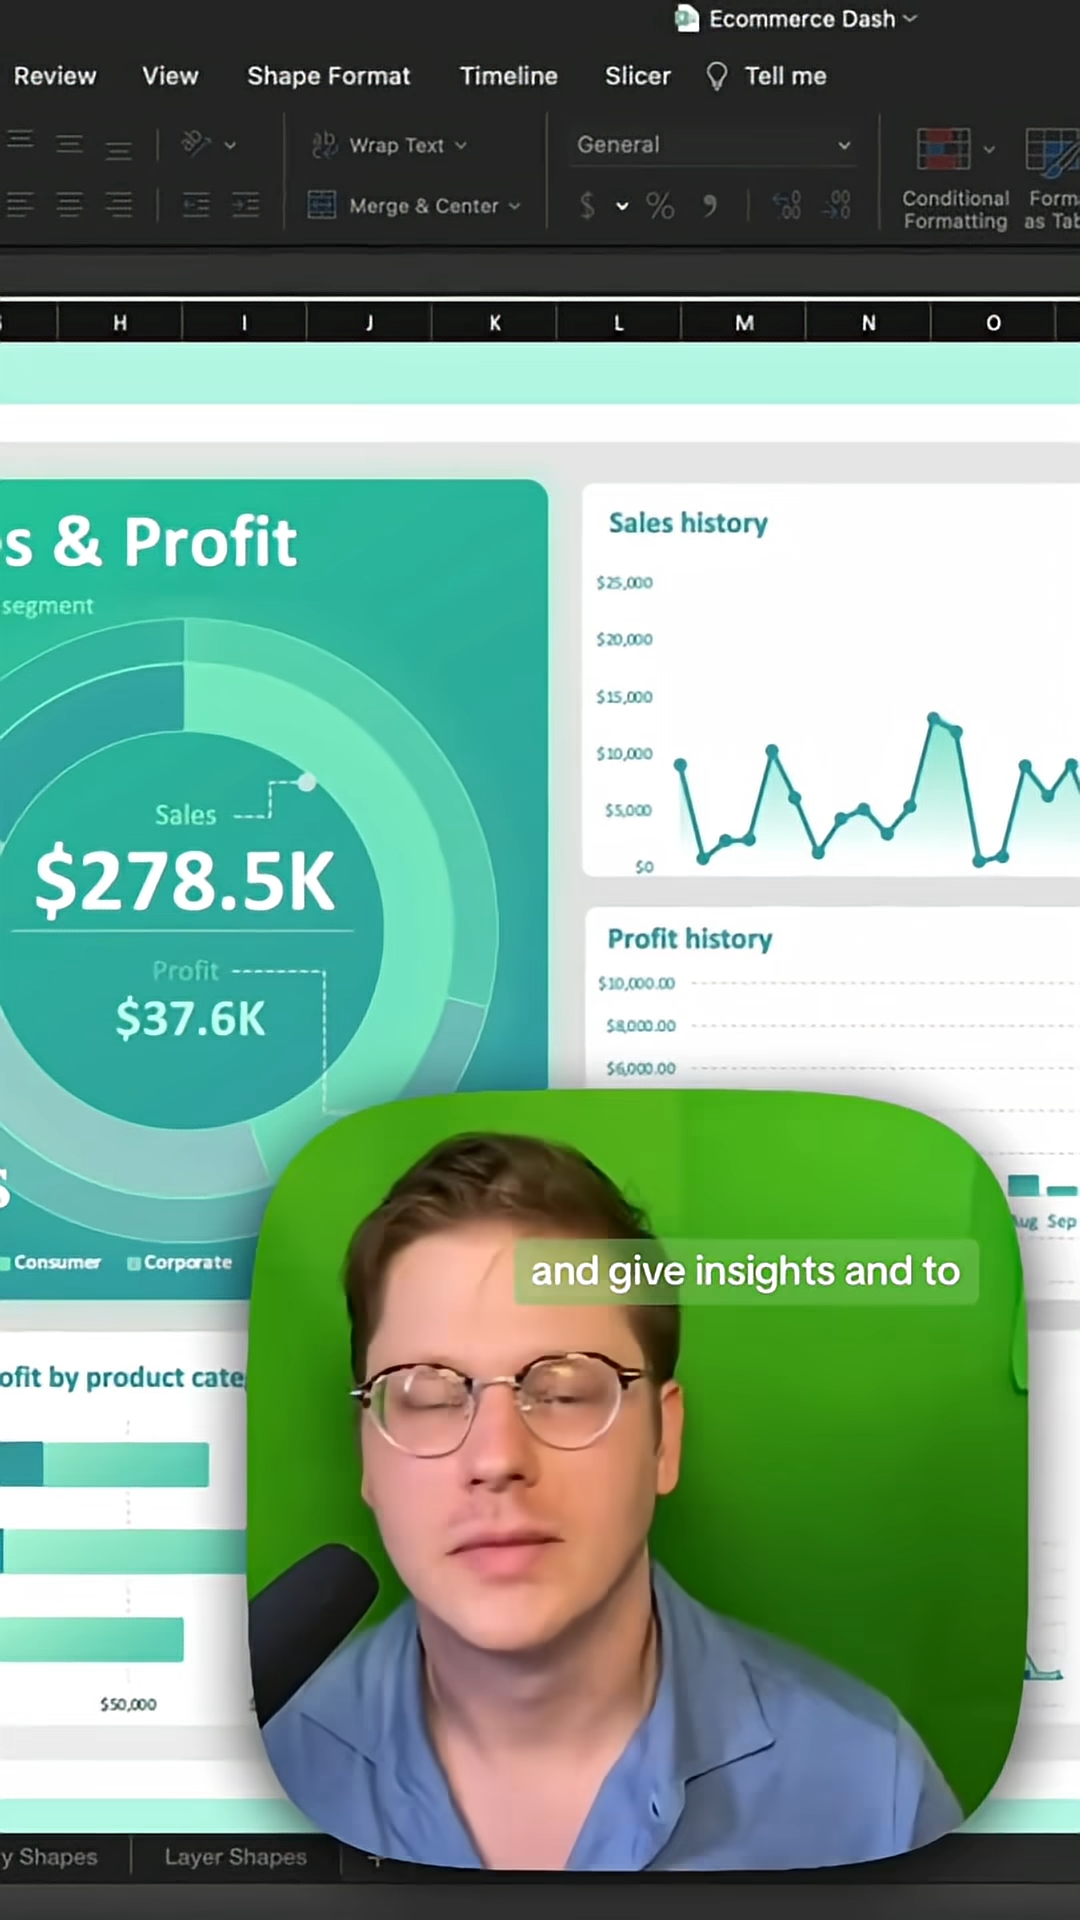 Ecommerce Dash
Review View Shape Format Timeline Slicer Tell me
Wrap Text General
Merge & Center $ % Conditional Formatting
H I J K L M N O
s & Profit
segment
Sales
$278.5K
Profit
$37.6K
Consumer Corporate
Sales history
$25,000
$20,000
$15,000
$10,000
$5,000
$0
Profit history
$10,000.00
$8,000.00
$6,000.00
Aug Sep
and give insights and to
ofit by product cate
$50,000
y Shapes Layer Shapes +